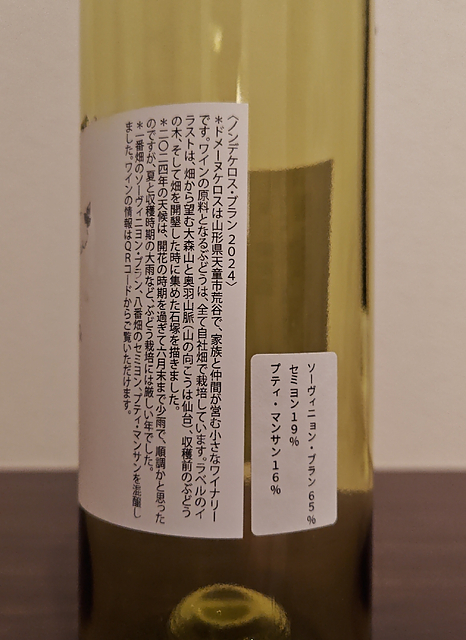 〈ノンデケロス・ブラン 2024〉
＊ドメーヌケロスは山形県天童市荒谷で、家族と仲間が営む小さなワイナリー
です。ワインの原料となるぶどうは、全て自社畑で栽培しています。ラベルのイ
ラストは、畑から望む大森山と奥羽山脈（山の向こうは仙台）、収穫前のぶどう
の木、そして畑を開墾した時に集めた石塚を描きました。
＊二〇二四年の天候は、開花の時期を過ぎて六月末まで少雨で、順調かと思った
のですが、夏と収穫時期の大雨など、ぶどう栽培には厳しい年でした。
＊一番畑のソーヴィニヨン・ブラン、八番畑のセミヨン、プティ・マンサンを混醸し
ました。ワインの情報はQRコードからご覧いただけます。
ソーヴィニョン・ブラン 65%
セミヨン19%
プティ・マンサン 16%